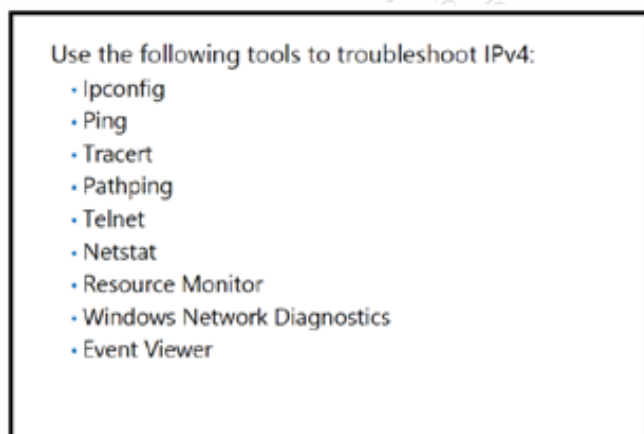 Use the following tools to troubleshoot IPv4:
• Ipconfig
• Ping
• Tracert
• Pathping
• Telnet
• Netstat
• Resource Monitor
• Windows Network Diagnostics
• Event Viewer